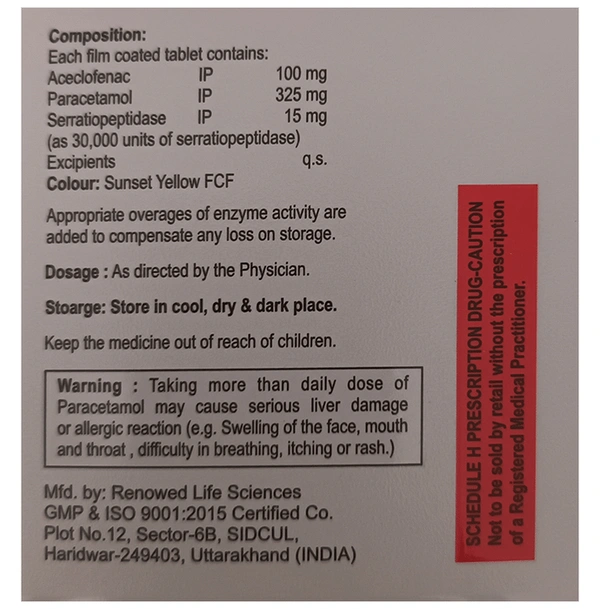 Composition:
Each film coated tablet contains:
Aceclofenac IP 100 mg
Paracetamol IP 325 mg
Serratiopeptidase IP 15 mg
(as 30,000 units of serratiopeptidase)
Excipients q.s.
Colour: Sunset Yellow FCF
Appropriate overages of enzyme activity are
added to compensate any loss on storage.
Dosage : As directed by the Physician.
Stoarge: Store in cool, dry & dark place.
Keep the medicine out of reach of children.
Warning : Taking more than daily dose of
Paracetamol may cause serious liver damage
or allergic reaction (e.g. Swelling of the face, mouth
and throat , difficulty in breathing, itching or rash.)
Mfd. by: Renowed Life Sciences
GMP & ISO 9001:2015 Certified Co.
Plot No.12, Sector-6B, SIDCUL,
Haridwar-249403, Uttarakhand (INDIA)
SCHEDULE H PRESCRIPTION DRUG-CAUTION
Not to be sold by retail without the prescription
of a Registered Medical Practitioner.